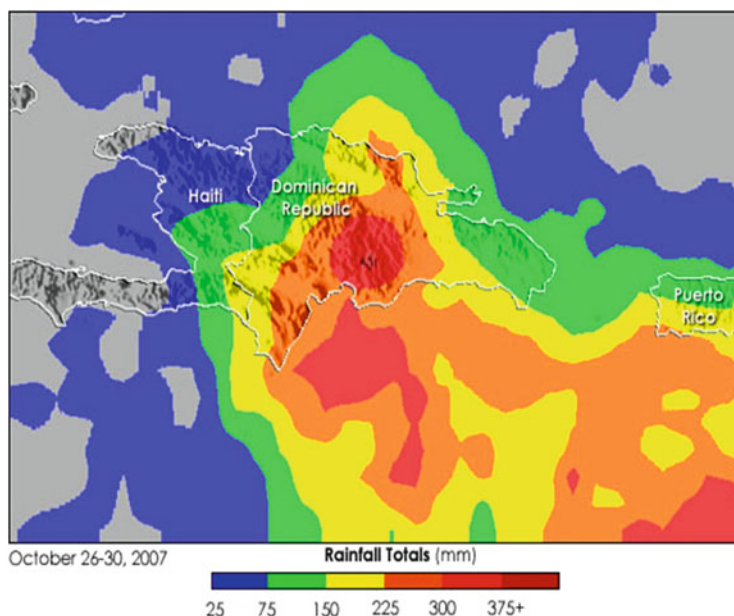 Haiti
Dominican
Republic
Puerto
Rico
October 26-30, 2007
Rainfall Totals (mm)
25 75 150 225 300 375+